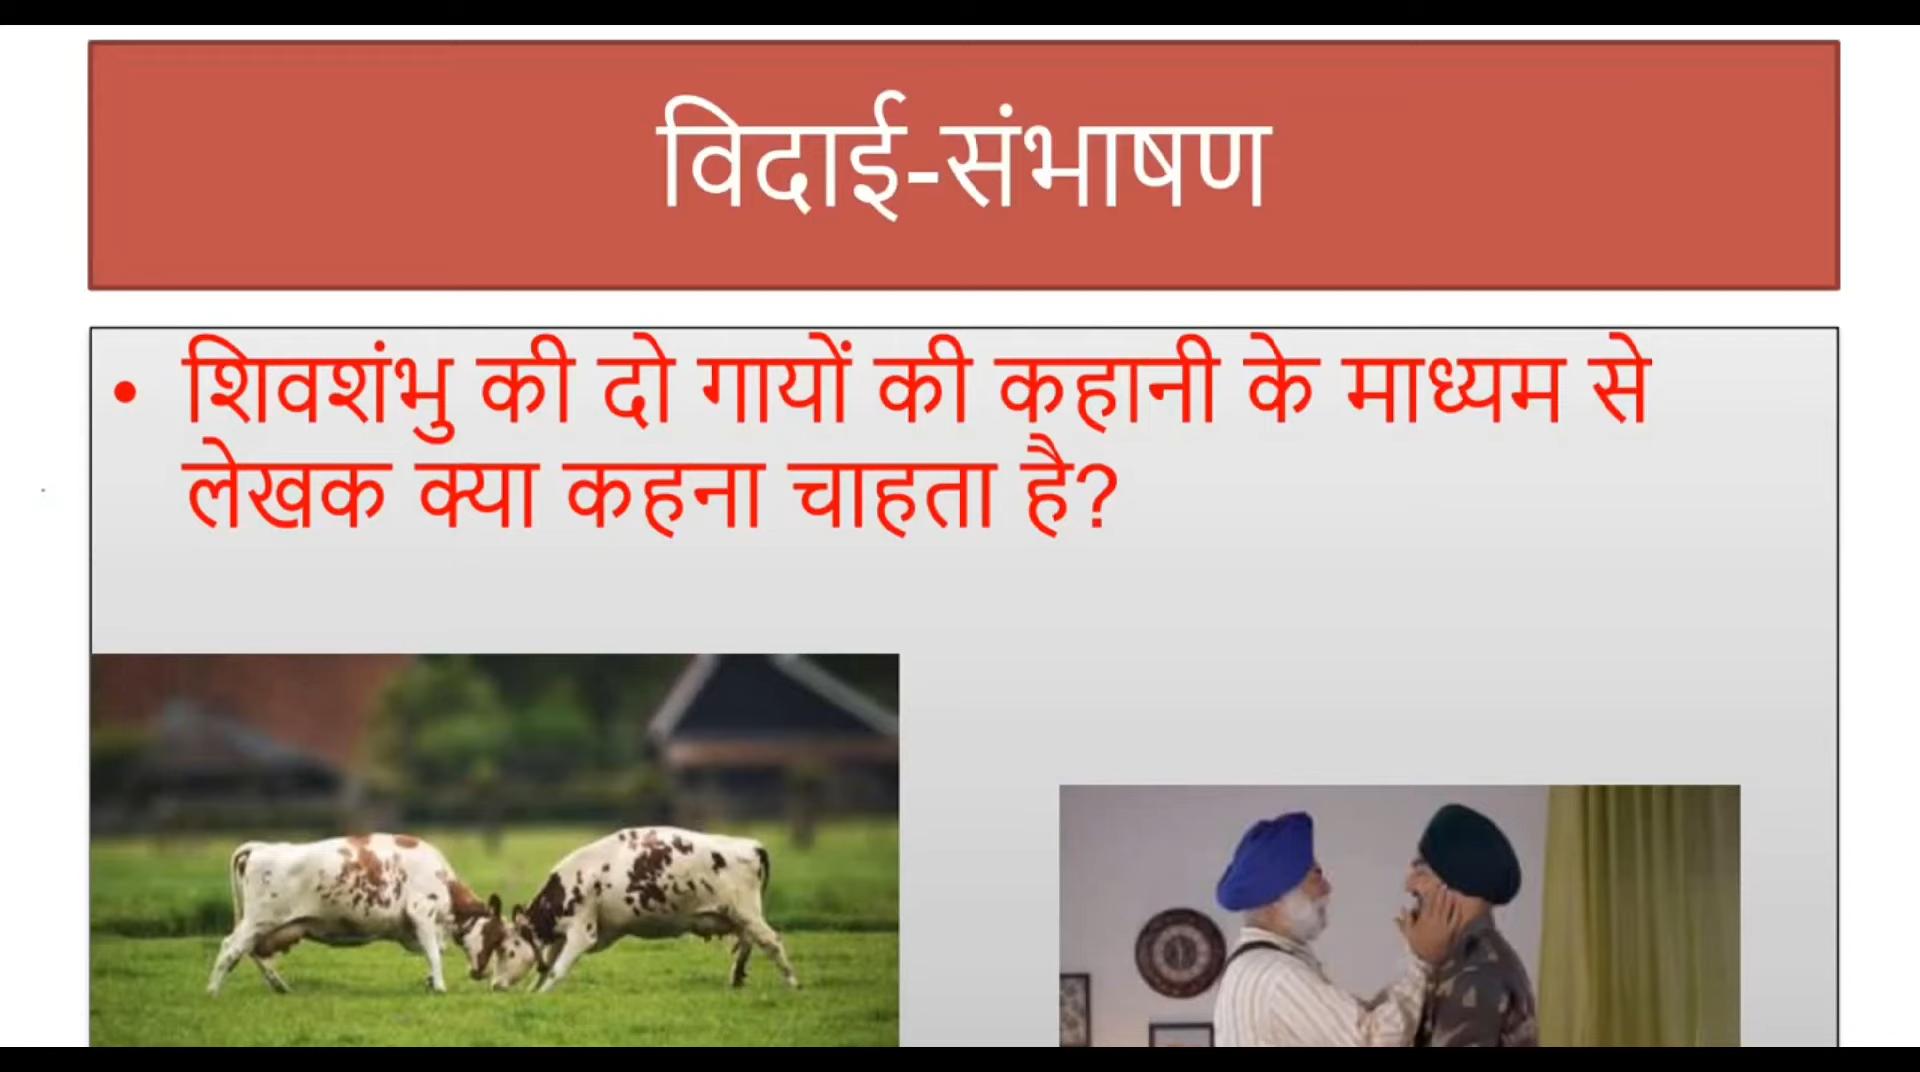 विदाई-संभाषण
• शिवशंभु की दो गायों की कहानी के माध्यम से
लेखक क्या कहना चाहता है?